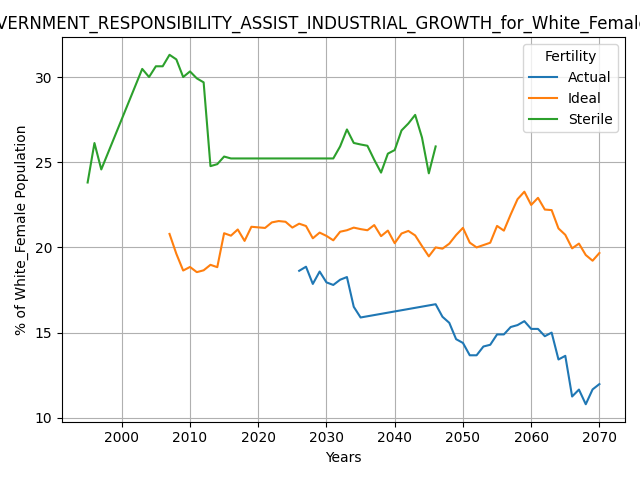 VERNMENT_RESPONSIBILITY_ASSIST_INDUSTRIAL_GROWTH_for_White_Female
Fertility
Actual
Ideal
Sterile
% of White_Female Population
30
25
20
15
10
2000 2010 2020 2030 2040 2050 2060 2070
Years